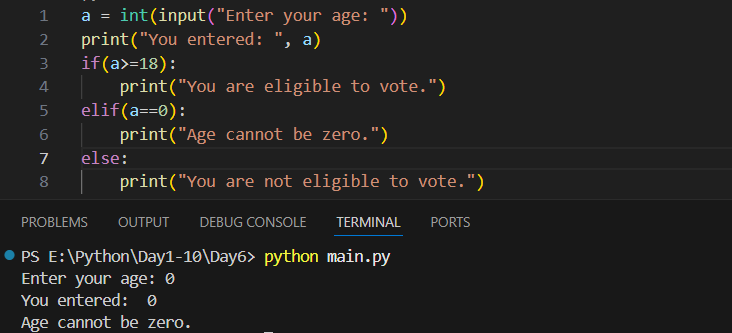 1 a = int(input("Enter your age: "))
2 print("You entered: ", a)
3 if(a>=18):
4     print("You are eligible to vote.")
5 elif(a==0):
6     print("Age cannot be zero.")
7 else:
8     print("You are not eligible to vote.")
PROBLEMS OUTPUT DEBUG CONSOLE TERMINAL PORTS
PS E:\Python\Day1-10\Day6> python main.py
Enter your age: 0
You entered:  0
Age cannot be zero.